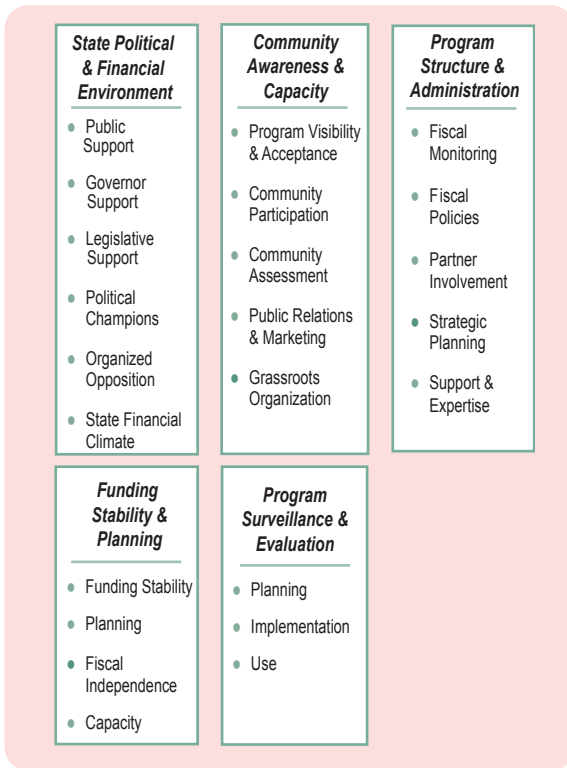 State Political
& Financial
Environment
Public
Support
Governor
Support
Legislative
Support
Political
Champions
Organized
Opposition
State Financial
Climate
Community
Awareness &
Capacity
Program Visibility
& Acceptance
Community
Participation
Community
Assessment
Public Relations
& Marketing
Grassroots
Organization
Program
Structure &
Administration
Fiscal
Monitoring
Fiscal
Policies
Partner
Involvement
Strategic
Planning
Support &
Expertise
Funding
Stability &
Planning
Funding Stability
Planning
Fiscal
Independence
Capacity
Program
Surveillance &
Evaluation
Planning
Implementation
Use